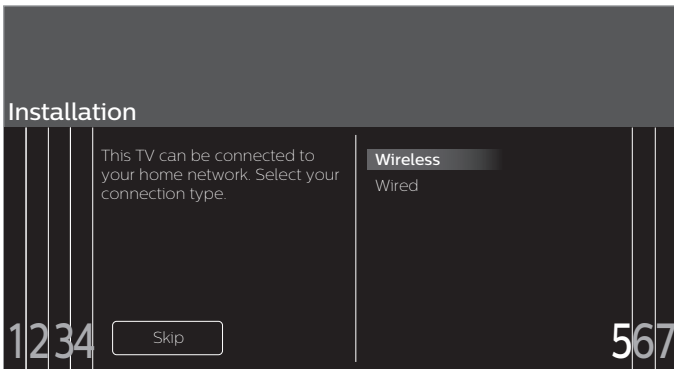 Installation
This TV can be connected to
your home network. Select your
connection type.
Wireless
Wired
Skip
1234
567